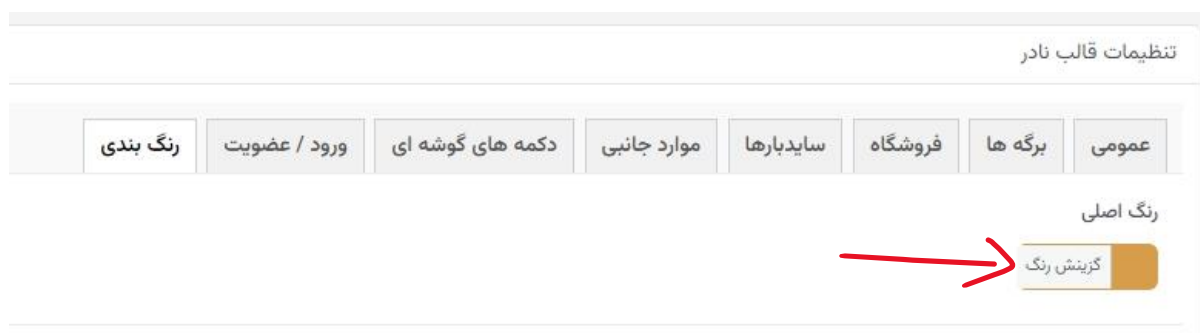 تنظیمات قالب نادر
عمومی برگه ها فروشگاه سایدبارها موارد جانبی دکمه های گوشه ای ورود / عضویت رنگ بندی
رنگ اصلی
گزینش رنگ